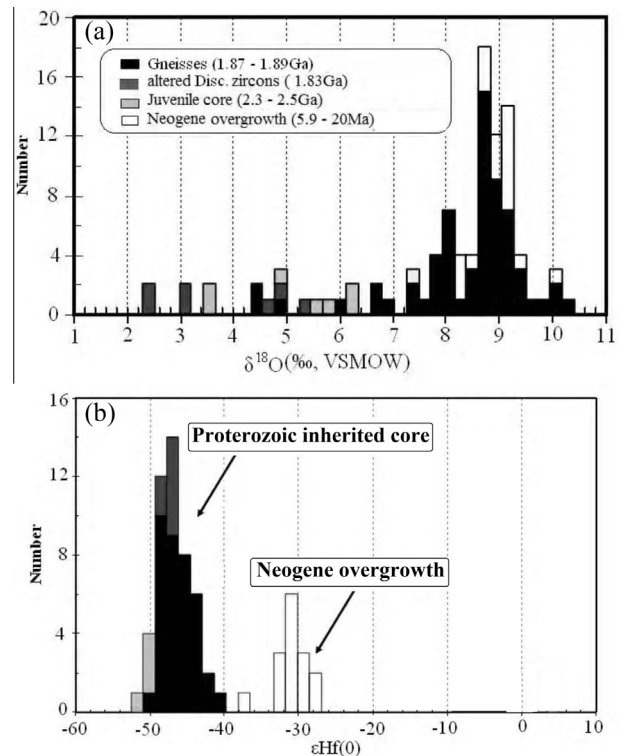 (a)
Gneisses (1.87 - 1.89Ga)
altered Disc. zircons ( 1.83Ga)
Juvenile core (2.3 - 2.5Ga)
Neogene overgrowth (5.9 - 20Ma)
Number
20
16
12
8
4
0
1 2 3 4 5 6 7 8 9 10 11
δ18O(‰, VSMOW)
(b)
Proterozoic inherited core
Neogene overgrowth
Number
16
12
8
4
0
-60 -50 -40 -30 -20 -10 0 10
εHf(0)